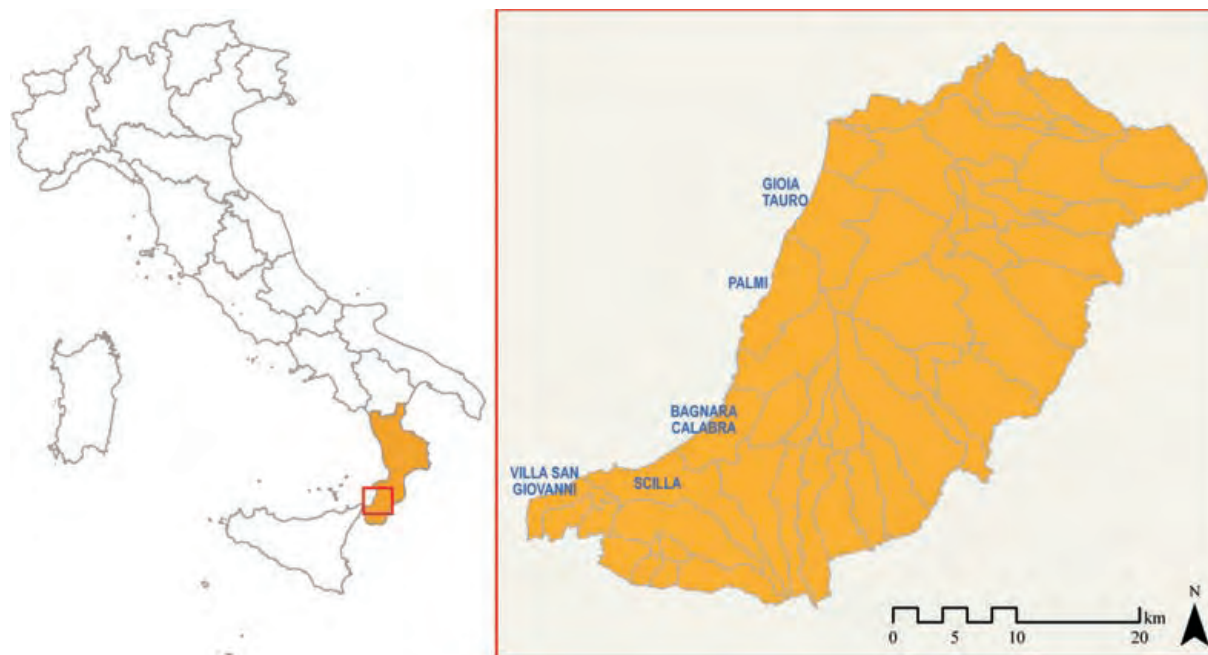 GIOIA
TAURO
PALMI
BAGNARA
CALABRA
VILLA SAN
GIOVANNI
SCILLA
N
km
0 5 10 20